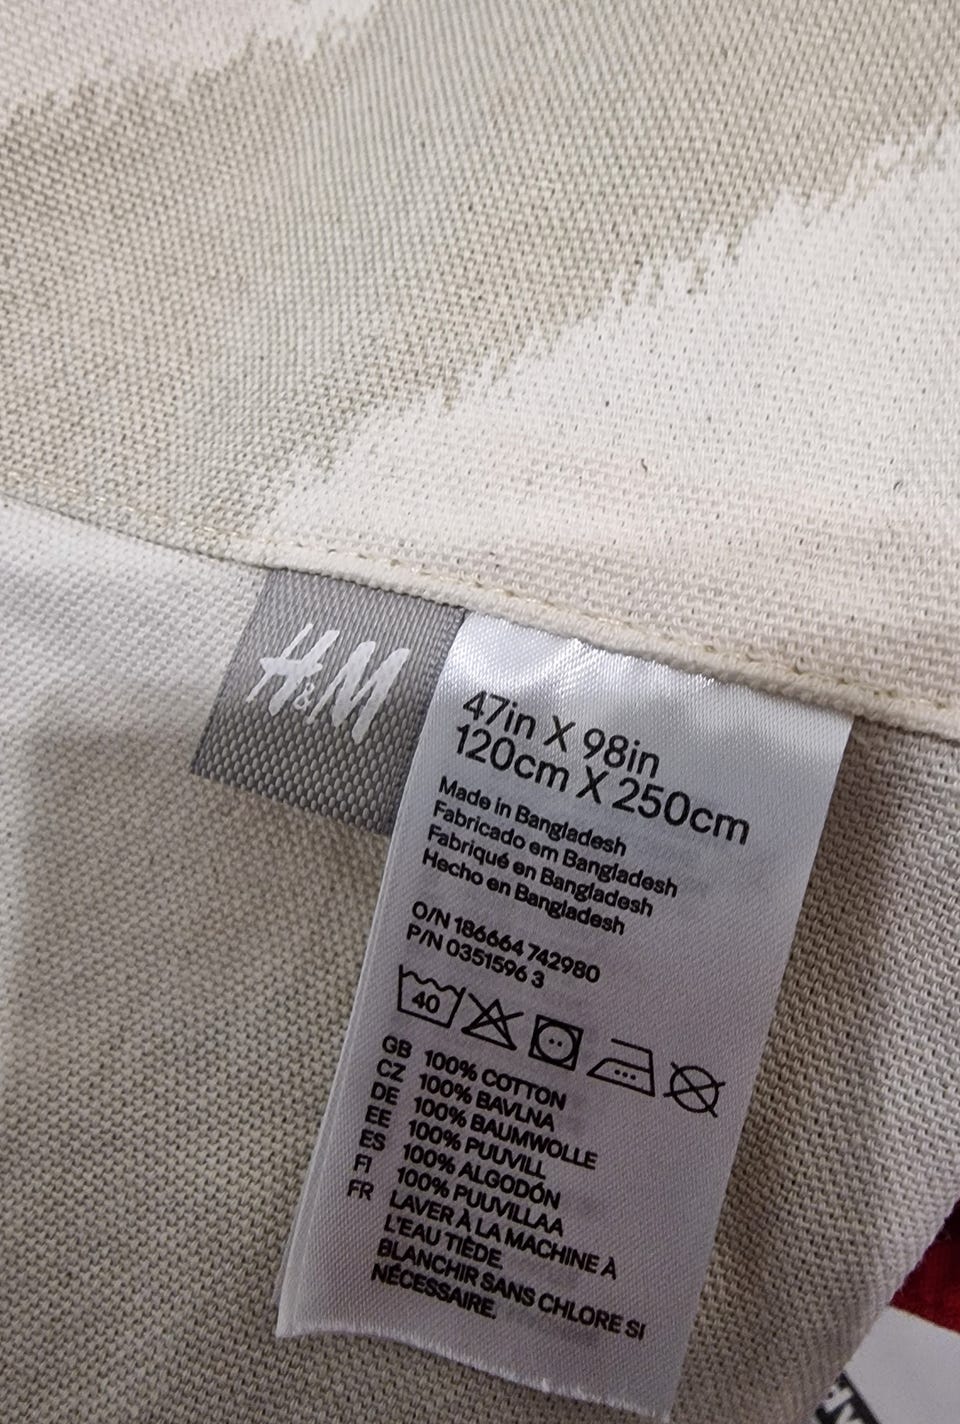 H&M
47in X 98in
120cm X 250cm
Made in Bangladesh
Fabricado em Bangladesh
Fabriqué en Bangladesh
Hecho en Bangladesh
O/N 186664 742980
P/N 0351596 3
40
GB 100% COTTON
CZ 100% BAVLNA
DE 100% BAUMWOLLE
EE 100% PUUVILL
ES 100% ALGODÓN
FI 100% PUUVILLAA
FR LAVER À LA MACHINE À
L'EAU TIÈDE.
BLANCHIR SANS CHLORE SI
NÉCESSAIRE.